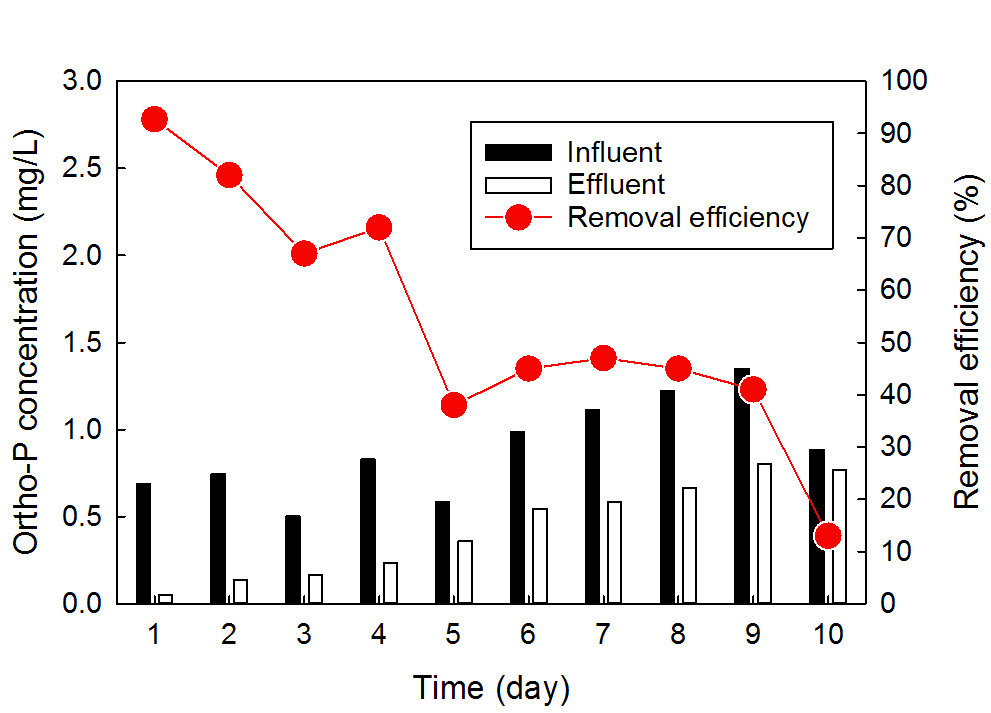 Ortho-P concentration (mg/L)
3.0
2.5
2.0
1.5
1.0
0.5
0.0
Influent
Effluent
Removal efficiency
100
90
80
70
60
50
40
30
20
10
0
Removal efficiency (%)
1 2 3 4 5 6 7 8 9 10
Time (day)